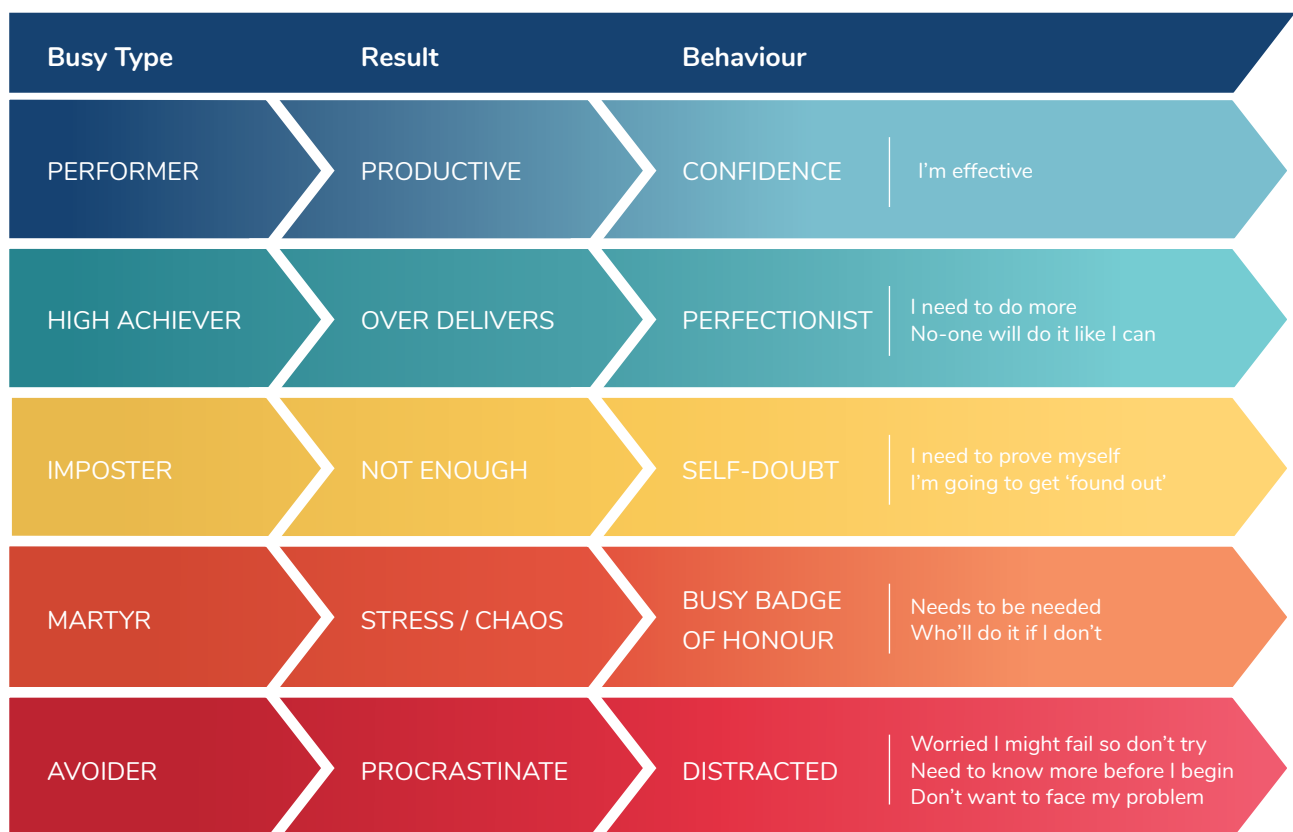 Busy Type Result Behaviour
PERFORMER PRODUCTIVE CONFIDENCE I'm effective
HIGH ACHIEVER OVER DELIVERS PERFECTIONIST
I need to do more
No-one will do it like I can
IMPOSTER NOT ENOUGH SELF-DOUBT
I need to prove myself
I'm going to get ‘found out’
MARTYR STRESS / CHAOS
BUSY BADGE
OF HONOUR
Needs to be needed
Who'll do it if I don't
AVOIDER PROCRASTINATE DISTRACTED
Worried I might fail so don't try
Need to know more before I begin
Don't want to face my problem